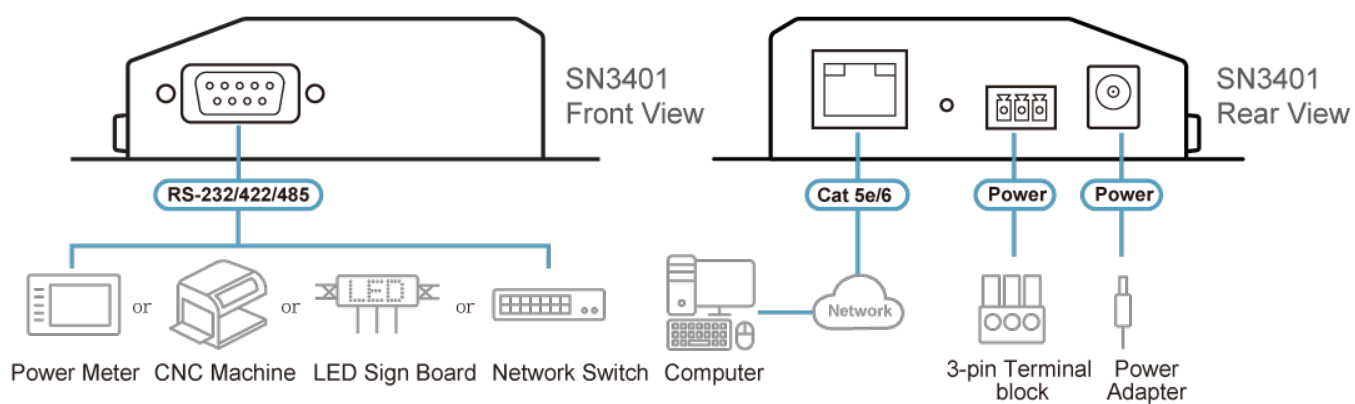 SN3401
Front View
SN3401
Rear View
RS-232/422/485
Cat 5e/6
Power
Power
or
or
LED
or
Network
Power Meter
CNC Machine
LED Sign Board
Network Switch
Computer
3-pin Terminal
block
Power
Adapter